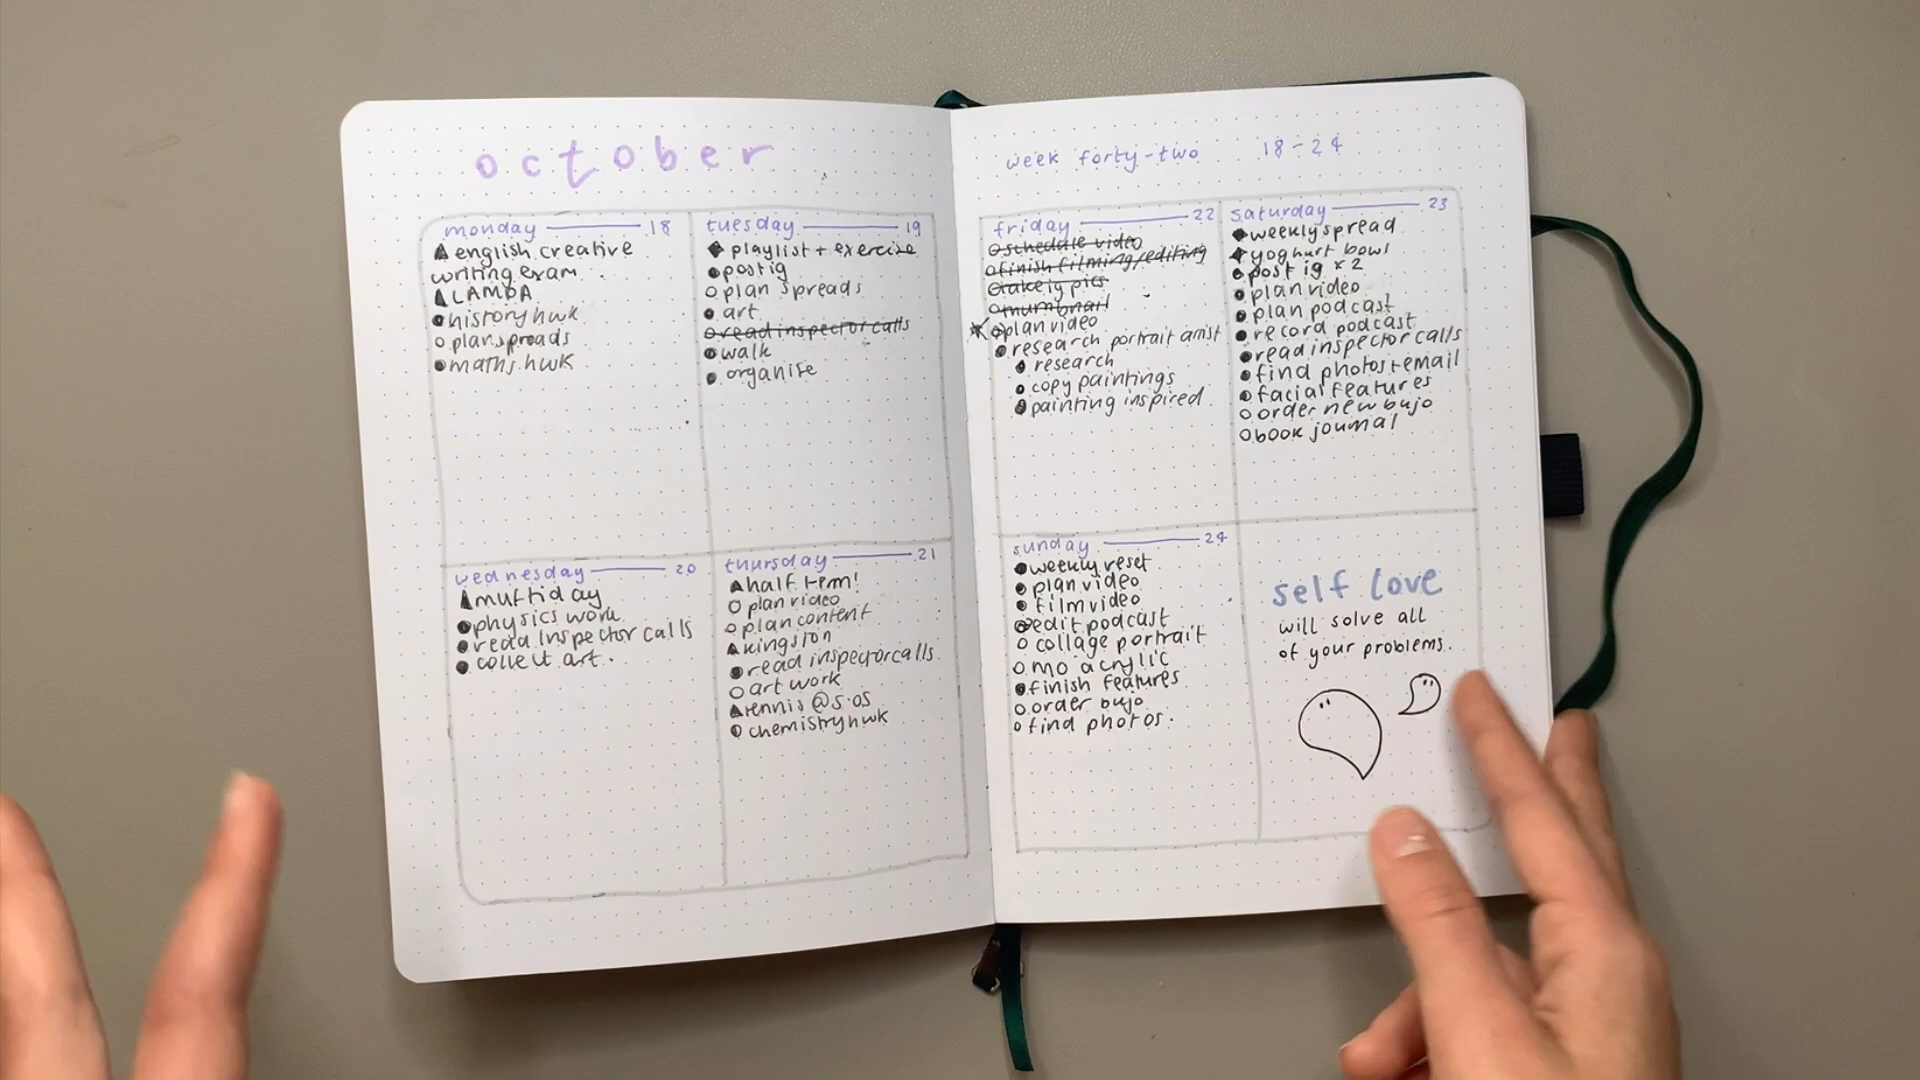 october
monday 18
english creative
writing exam
LAMDA
history hwk
plan spreads
maths hwk
tuesday 19
playlist + exercise
post ig
plan spreads
art
read inspector calls
walk
organise
wednesday 20
mufti day
physics work
read Inspector calls
collect art.
thursday 21
half term!
plan video
plan content
kingston
read inspector calls
art work
tennis @ 5.05
chemistry hwk
week forty-two 18-24
friday 22
schedule video
finish filming/editing
take ig pics
thumbnail
plan video
research portrait artist
research
copy paintings
painting inspired
saturday 23
weekly spread
yoghurt bowl
post ig x2
plan video
plan podcast
record podcast
read inspector calls
find photos + email
facial features
order new bujo
book journal
sunday 24
weekly reset
plan video
film video
edit podcast
collage portrait
mo acrylic
finish features
order bujo
find photos.
self love
will solve all
of your problems.